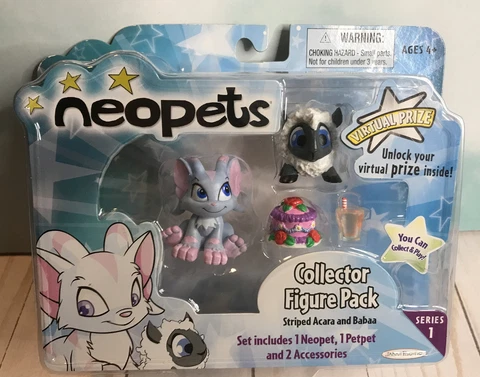 WARNING:
CHOKING HAZARD - Small parts.
Not for children under 3 years.
AGES 4+
neopets
VIRTUAL PRIZE!
Unlock your
virtual prize inside!
You Can
Collect & Play!
Collector
Figure Pack
Striped Acara and Babaa
Set includes 1 Neopet, 1 Petpet
and 2 Accessories
SERIES
1